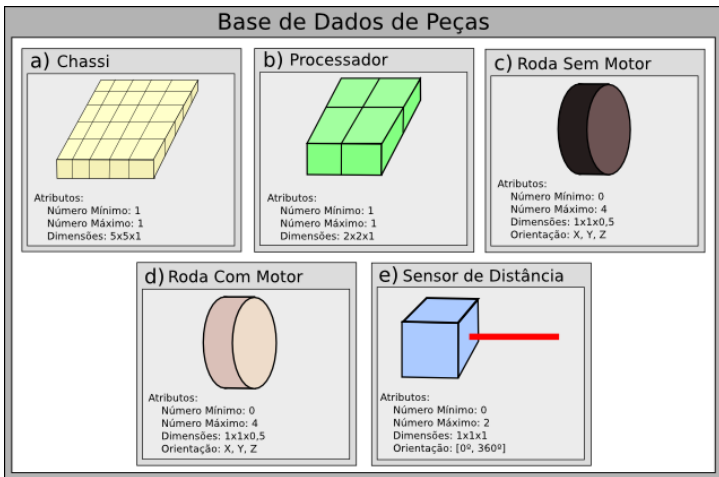 Base de Dados de Peças
a) Chassi
Atributos:
Número Mínimo: 1
Número Máximo: 1
Dimensões: 5x5x1
b) Processador
Atributos:
Número Mínimo: 1
Número Máximo: 1
Dimensões: 2x2x1
c) Roda Sem Motor
Atributos:
Número Mínimo: 0
Número Máximo: 4
Dimensões: 1x1x0,5
Orientação: X, Y, Z
d) Roda Com Motor
Atributos:
Número Mínimo: 0
Número Máximo: 4
Dimensões: 1x1x0,5
Orientação: X, Y, Z
e) Sensor de Distância
Atributos:
Número Mínimo: 0
Número Máximo: 2
Dimensões: 1x1x1
Orientação: [0º, 360º]